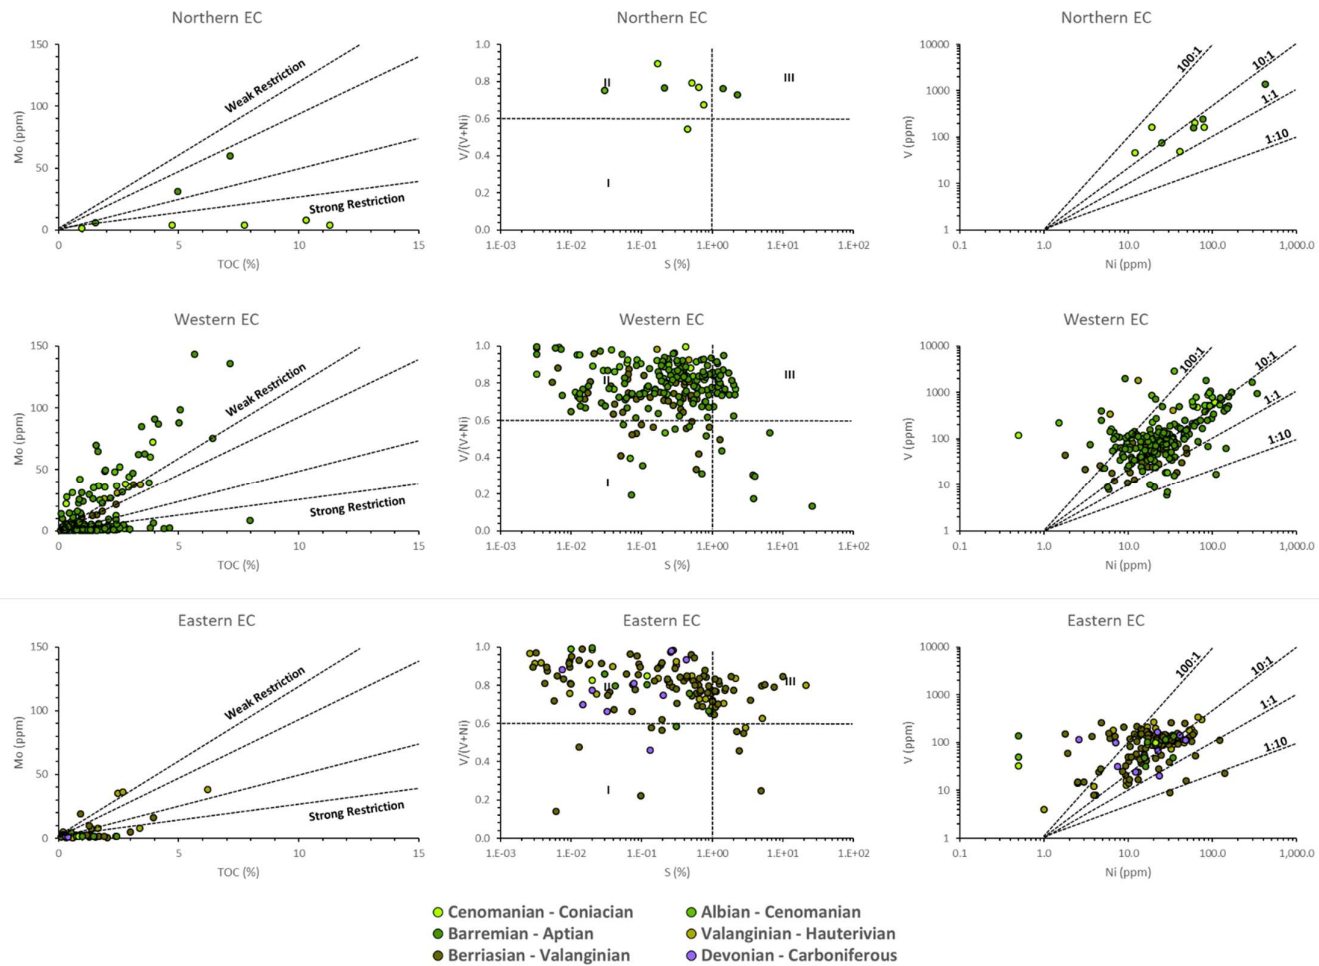 Northern EC
150
100
50
0
Mo (ppm)
Weak Restriction
Strong Restriction
0
5
10
15
TOC (%)
Northern EC
1.0
0.8
0.6
0.4
0.2
0.0
V/(V+Ni)
II
III
I
1.E-03
1.E-02
1.E-01
1.E+00
1.E+01
1.E+02
S (%)
Northern EC
10000
1000
100
10
1
V (ppm)
100:1
10:1
1:1
1:10
0.1
1.0
10.0
100.0
1,000.0
Ni (ppm)
Western EC
150
100
50
0
Mo (ppm)
Weak Restriction
Strong Restriction
0
5
10
15
TOC (%)
Western EC
1.0
0.8
0.6
0.4
0.2
0.0
V/(V+Ni)
II
III
I
1.E-03
1.E-02
1.E-01
1.E+00
1.E+01
1.E+02
S (%)
Western EC
10000
1000
100
10
1
V (ppm)
100:1
10:1
1:1
1:10
0.1
1.0
10.0
100.0
1,000.0
Ni (ppm)
Eastern EC
150
100
50
0
Mo (ppm)
Weak Restriction
Strong Restriction
0
5
10
15
TOC (%)
Eastern EC
1.0
0.8
0.6
0.4
0.2
0.0
V/(V+Ni)
II
III
I
1.E-03
1.E-02
1.E-01
1.E+00
1.E+01
1.E+02
S (%)
Eastern EC
10000
1000
100
10
1
V (ppm)
100:1
10:1
1:1
1:10
0.1
1.0
10.0
100.0
1,000.0
Ni (ppm)
Cenomanian - Coniacian
Albian - Cenomanian
Barremian - Aptian
Valanginian - Hauterivian
Berriasian - Valanginian
Devonian - Carboniferous